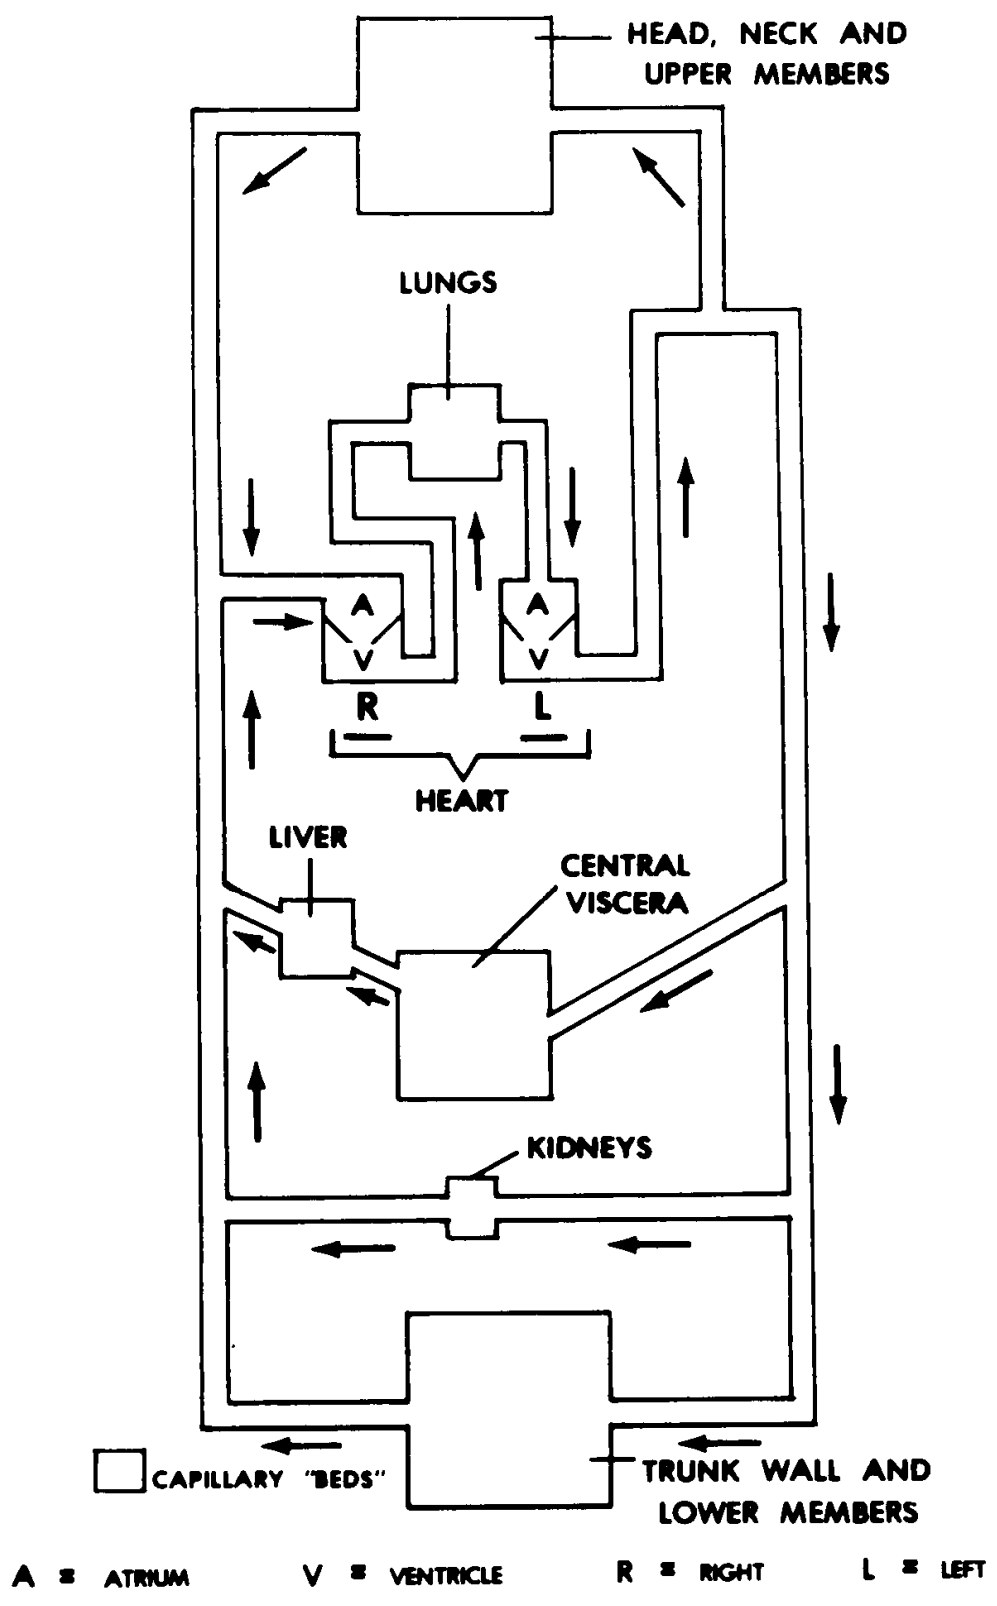 HEAD, NECK AND
UPPER MEMBERS
LUNGS
A
A
V
V
R
L
HEART
LIVER
CENTRAL
VISCERA
KIDNEYS
CAPILLARY "BEDS"
TRUNK WALL AND
LOWER MEMBERS
A = ATRIUM V = VENTRICLE R = RIGHT L = LEFT